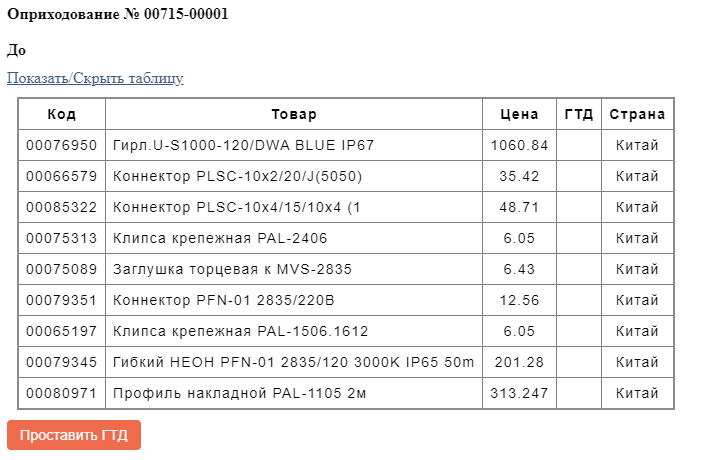 Оприходование № 00715-00001
До
Показать/Скрыть таблицу
Код Товар Цена ГТД Страна
00076950 Гирл.U-S1000-120/DWA BLUE IP67 1060.84 Китай
00066579 Коннектор PLSC-10x2/20/J(5050) 35.42 Китай
00085322 Коннектор PLSC-10x4/15/10x4 (1 48.71 Китай
00075313 Клипса крепежная PAL-2406 6.05 Китай
00075089 Заглушка торцевая к MVS-2835 6.43 Китай
00079351 Коннектор PFN-01 2835/220В 12.56 Китай
00065197 Клипса крепежная PAL-1506.1612 6.05 Китай
00079345 Гибкий НЕОН PFN-01 2835/120 3000K IP65 50m 201.28 Китай
00080971 Профиль накладной PAL-1105 2м 313.247 Китай
Проставить ГТД